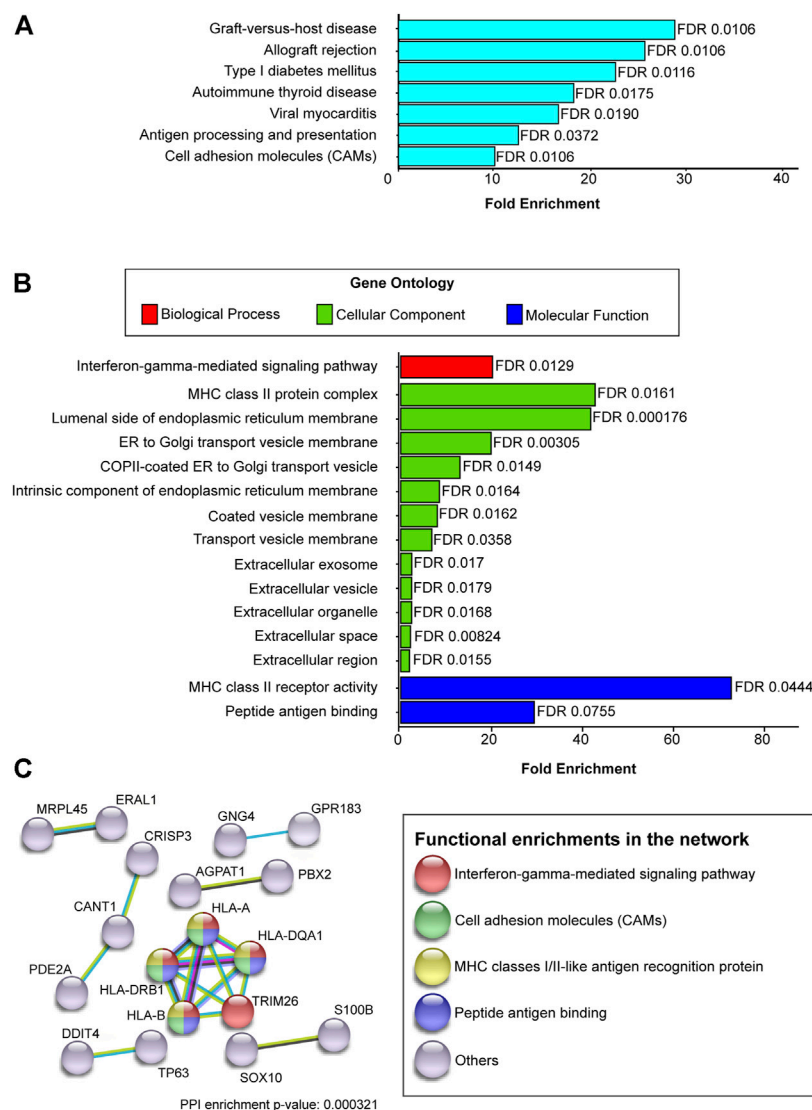 A
Graft-versus-host disease
FDR 0.0106
Allograft rejection
FDR 0.0106
Type I diabetes mellitus
FDR 0.0116
Autoimmune thyroid disease
FDR 0.0175
Viral myocarditis
FDR 0.0190
Antigen processing and presentation
FDR 0.0372
Cell adhesion molecules (CAMs)
FDR 0.0106
0 10 20 30 40
Fold Enrichment
B
Gene Ontology
Biological Process Cellular Component Molecular Function
Interferon-gamma-mediated signaling pathway
FDR 0.0129
MHC class II protein complex
FDR 0.0161
Lumenal side of endoplasmic reticulum membrane
FDR 0.000176
ER to Golgi transport vesicle membrane
FDR 0.00305
COPII-coated ER to Golgi transport vesicle
FDR 0.0149
Intrinsic component of endoplasmic reticulum membrane
FDR 0.0164
Coated vesicle membrane
FDR 0.0162
Transport vesicle membrane
FDR 0.0358
Extracellular exosome
FDR 0.017
Extracellular vesicle
FDR 0.0179
Extracellular organelle
FDR 0.0168
Extracellular space
FDR 0.00824
Extracellular region
FDR 0.0155
MHC class II receptor activity
FDR 0.0444
Peptide antigen binding
FDR 0.0755
0 20 40 60 80
Fold Enrichment
C
MRPL45
ERAL1
CRISP3
GNG4
GPR183
AGPAT1
PBX2
CANT1
HLA-A
HLA-DQA1
PDE2A
HLA-DRB1
TRIM26
HLA-B
S100B
DDIT4
TP63
SOX10
PPI enrichment p-value: 0.000321
Functional enrichments in the network
Interferon-gamma-mediated signaling pathway
Cell adhesion molecules (CAMs)
MHC classes I/II-like antigen recognition protein
Peptide antigen binding
Others